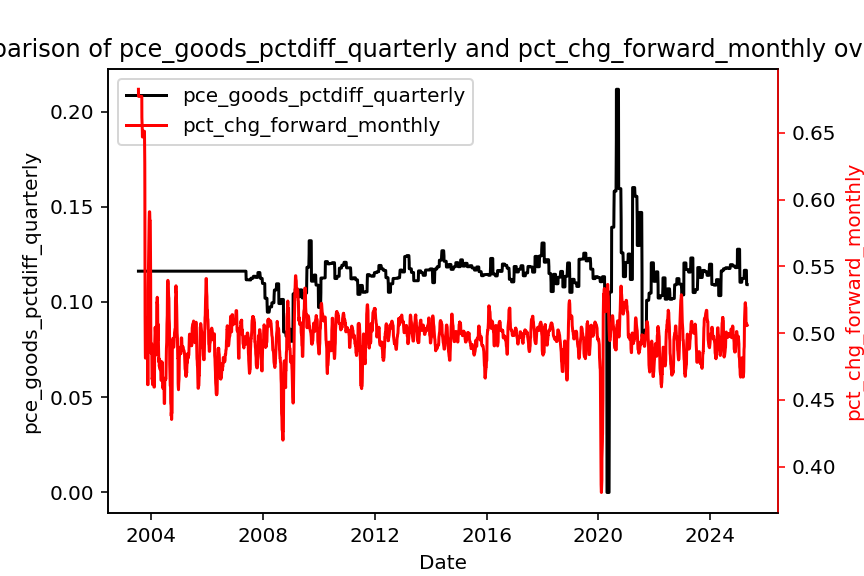 parison of pce_goods_pctdiff_quarterly and pct_chg_forward_monthly ov
pce_goods_pctdiff_quarterly
pct_chg_forward_monthly
0.20
0.15
0.10
0.05
0.00
pce_goods_pctdiff_quarterly
0.65
0.60
0.55
0.50
0.45
0.40
pct_chg_forward_monthly
2004 2008 2012 2016 2020 2024
Date